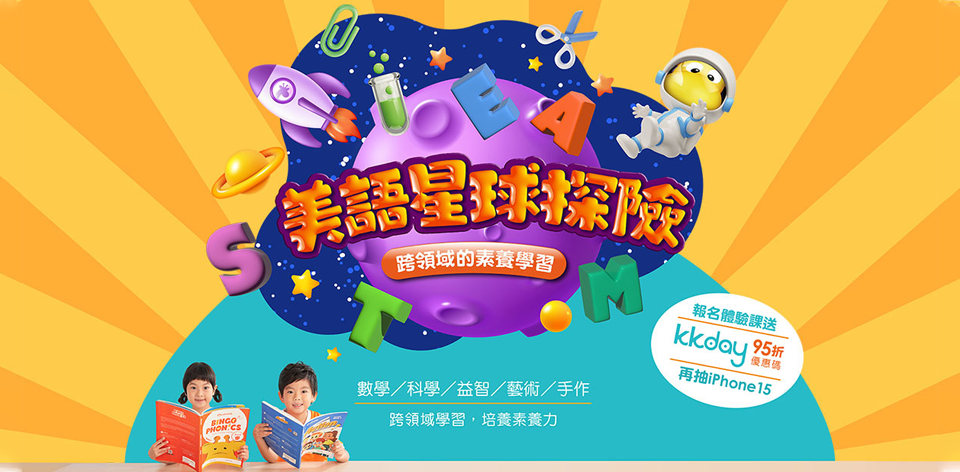 S
T
E
A
M
美語星球探險
跨領域的素養學習
數學／科學／益智／藝術／手作
跨領域學習，培養素養力
報名體驗課送
kkday 95折
優惠碼
再抽iPhone15
BINGO
PHONICS